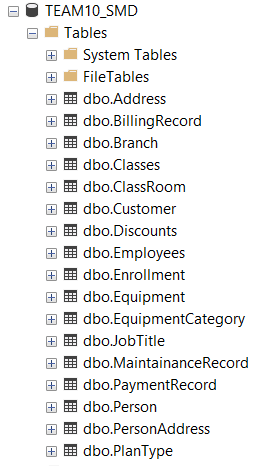 TEAM10_SMD
Tables
System Tables
FileTables
dbo.Address
dbo.BillingRecord
dbo.Branch
dbo.Classes
dbo.ClassRoom
dbo.Customer
dbo.Discounts
dbo.Employees
dbo.Enrollment
dbo.Equipment
dbo.EquipmentCategory
dbo.JobTitle
dbo.MaintainanceRecord
dbo.PaymentRecord
dbo.Person
dbo.PersonAddress
dbo.PlanType